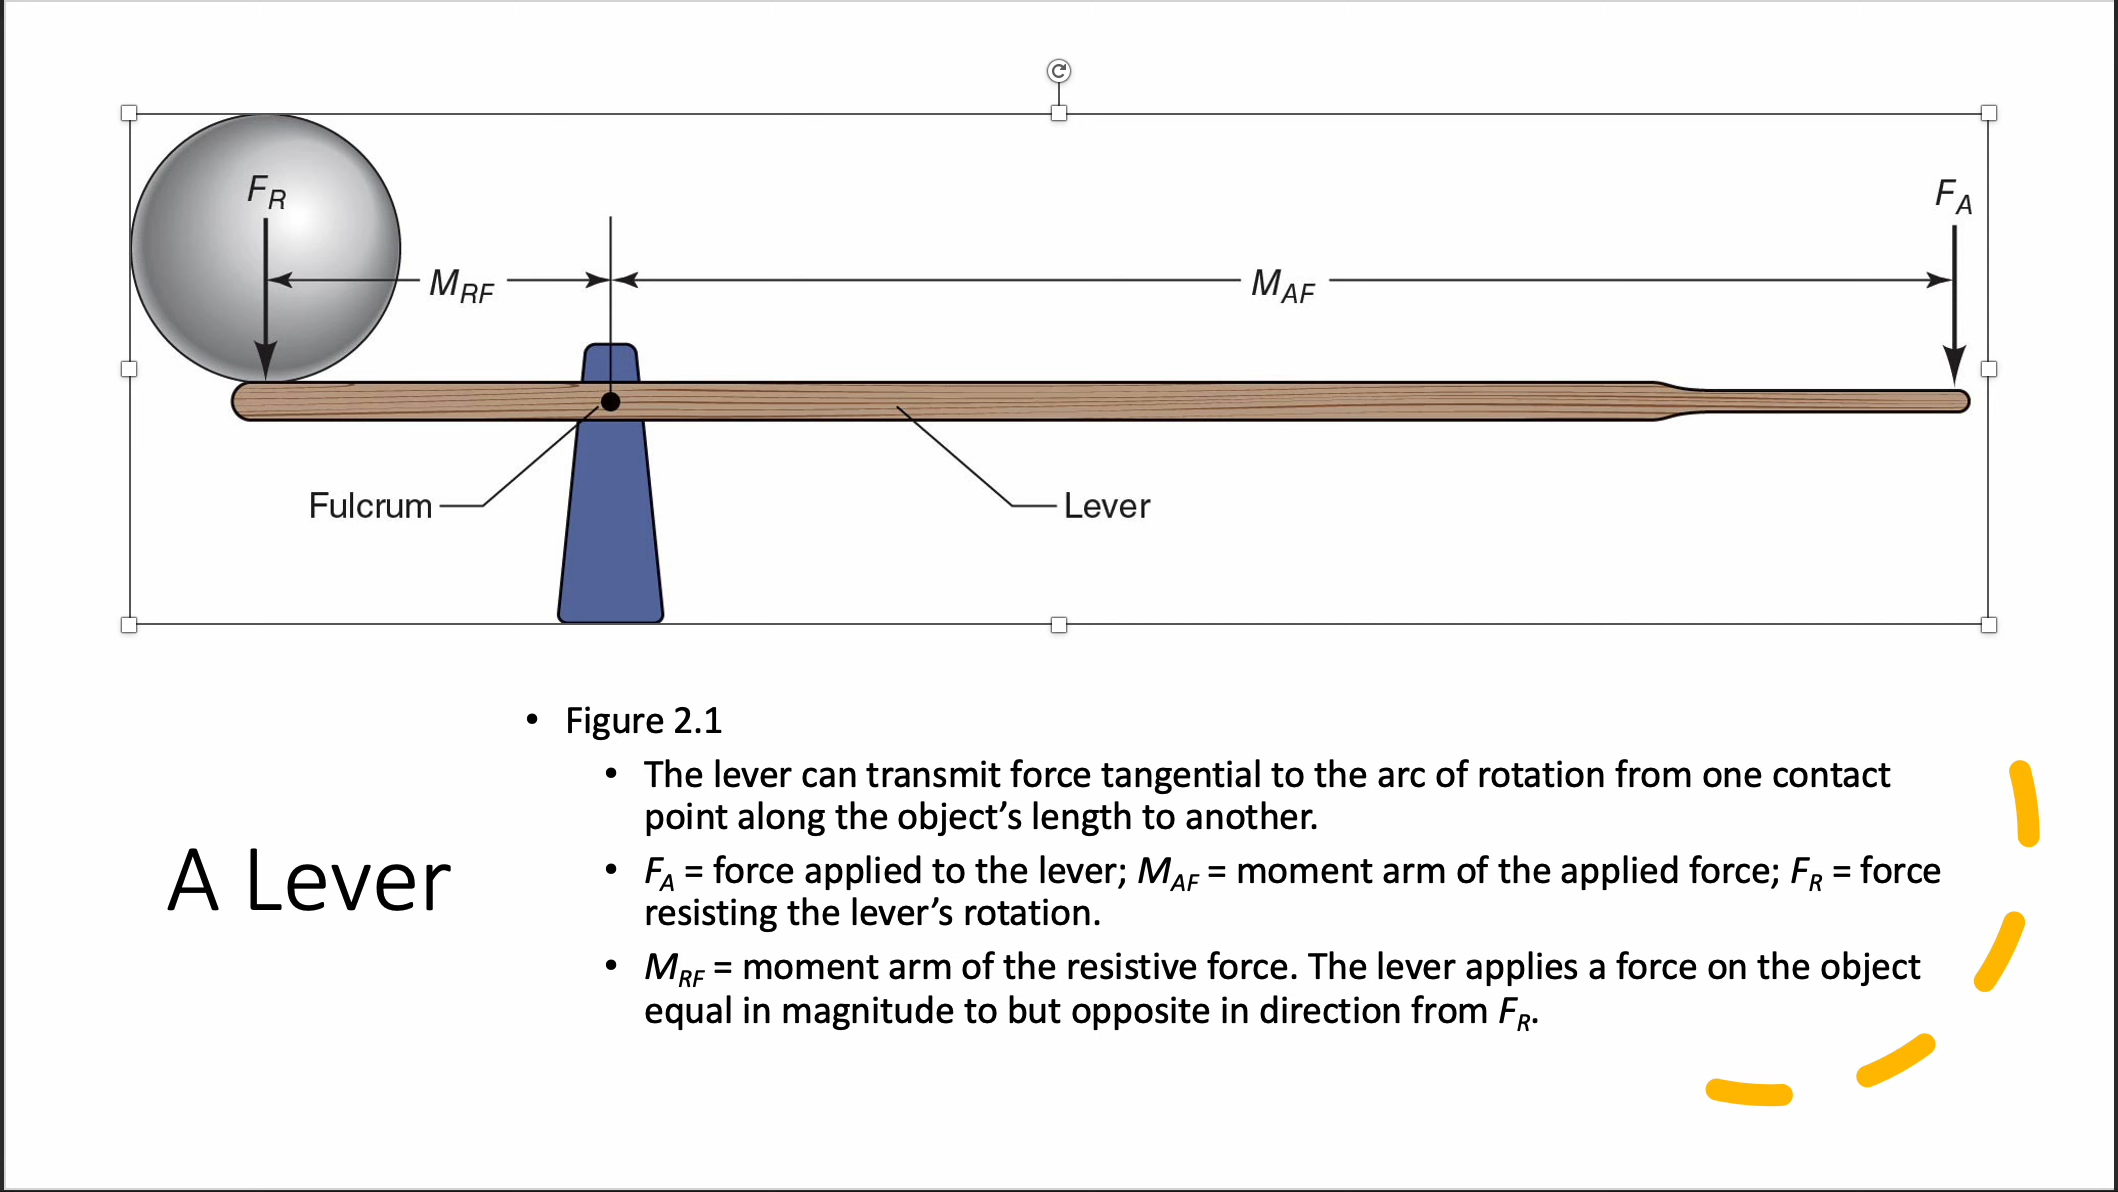 F_R
F_A
M_RF
M_AF
Fulcrum
Lever
A Lever
• Figure 2.1
• The lever can transmit force tangential to the arc of rotation from one contact
point along the object’s length to another.
• F_A = force applied to the lever; M_AF = moment arm of the applied force; F_R = force
resisting the lever’s rotation.
• M_RF = moment arm of the resistive force. The lever applies a force on the object
equal in magnitude to but opposite in direction from F_R.